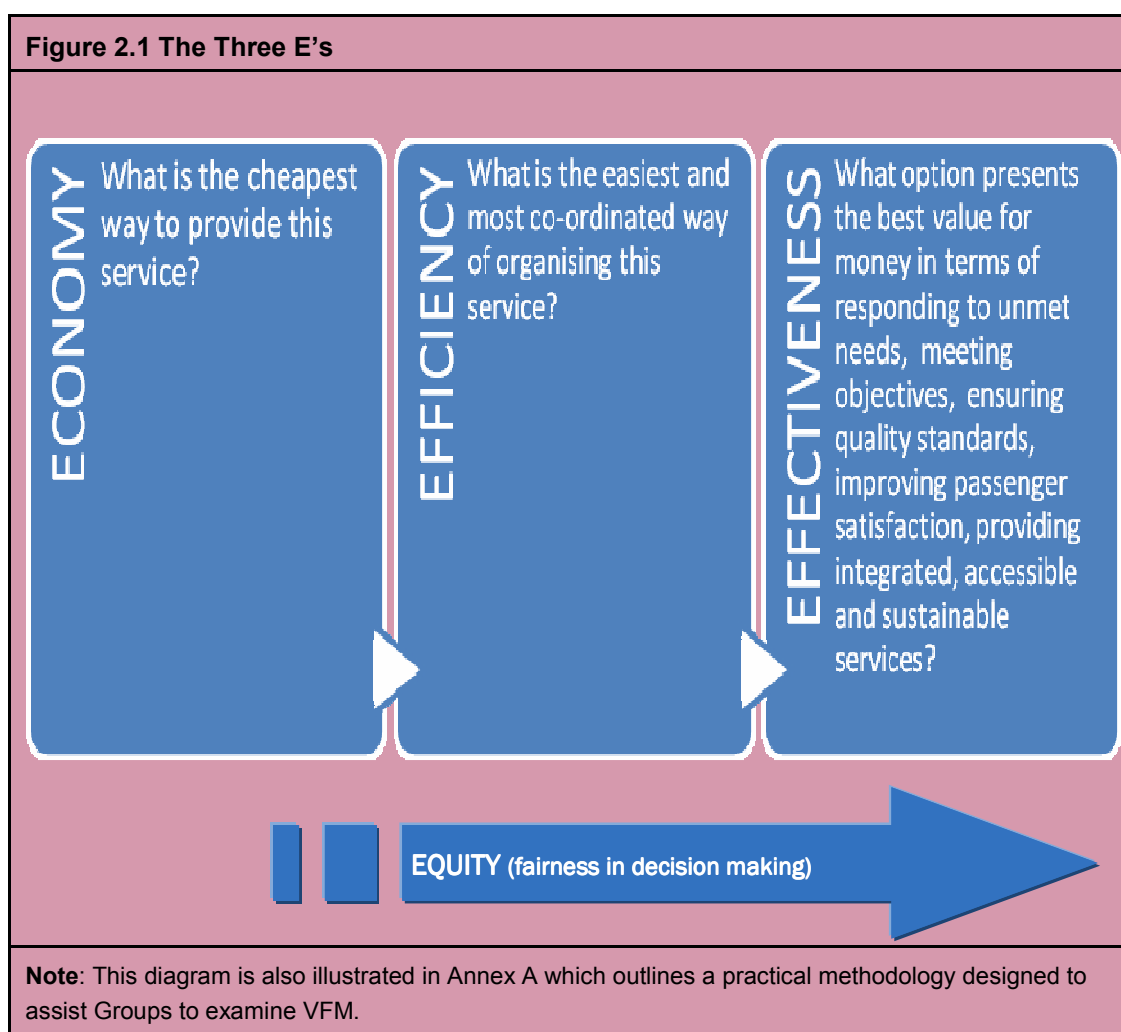 Figure 2.1 The Three E's
ECONOMY
What is the cheapest
way to provide this
service?
EFFICIENCY
What is the easiest and
most co-ordinated way
of organising this
service?
EFFECTIVENESS
What option presents
the best value for
money in terms of
responding to unmet
needs, meeting
objectives, ensuring
quality standards,
improving passenger
satisfaction, providing
integrated, accessible
and sustainable
services?
EQUITY (fairness in decision making)
Note: This diagram is also illustrated in Annex A which outlines a practical methodology designed to
assist Groups to examine VFM.